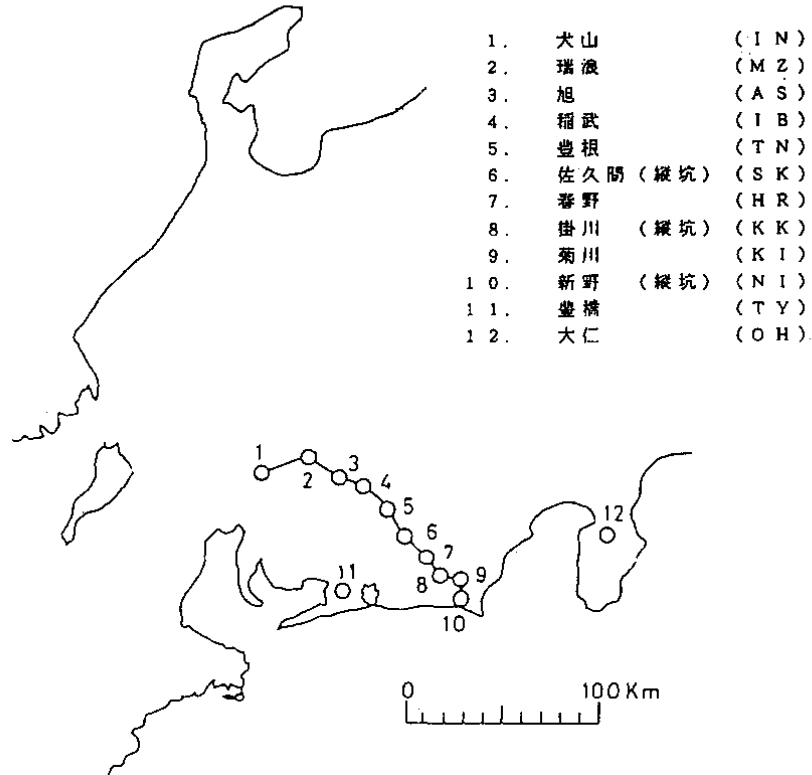 1. 犬山 (IN)
2. 瑞浪 (MZ)
3. 旭 (AS)
4. 稲武 (IB)
5. 豊根 (TN)
6. 佐久間 (縦坑) (SK)
7. 春野 (HR)
8. 掛川 (縦坑) (KK)
9. 菊川 (KI)
10. 新野 (縦坑) (NI)
11. 豊橋 (TY)
12. 大仁 (OH)
1
2
3
4
5
6
7
8
9
10
11
12
0 100Km